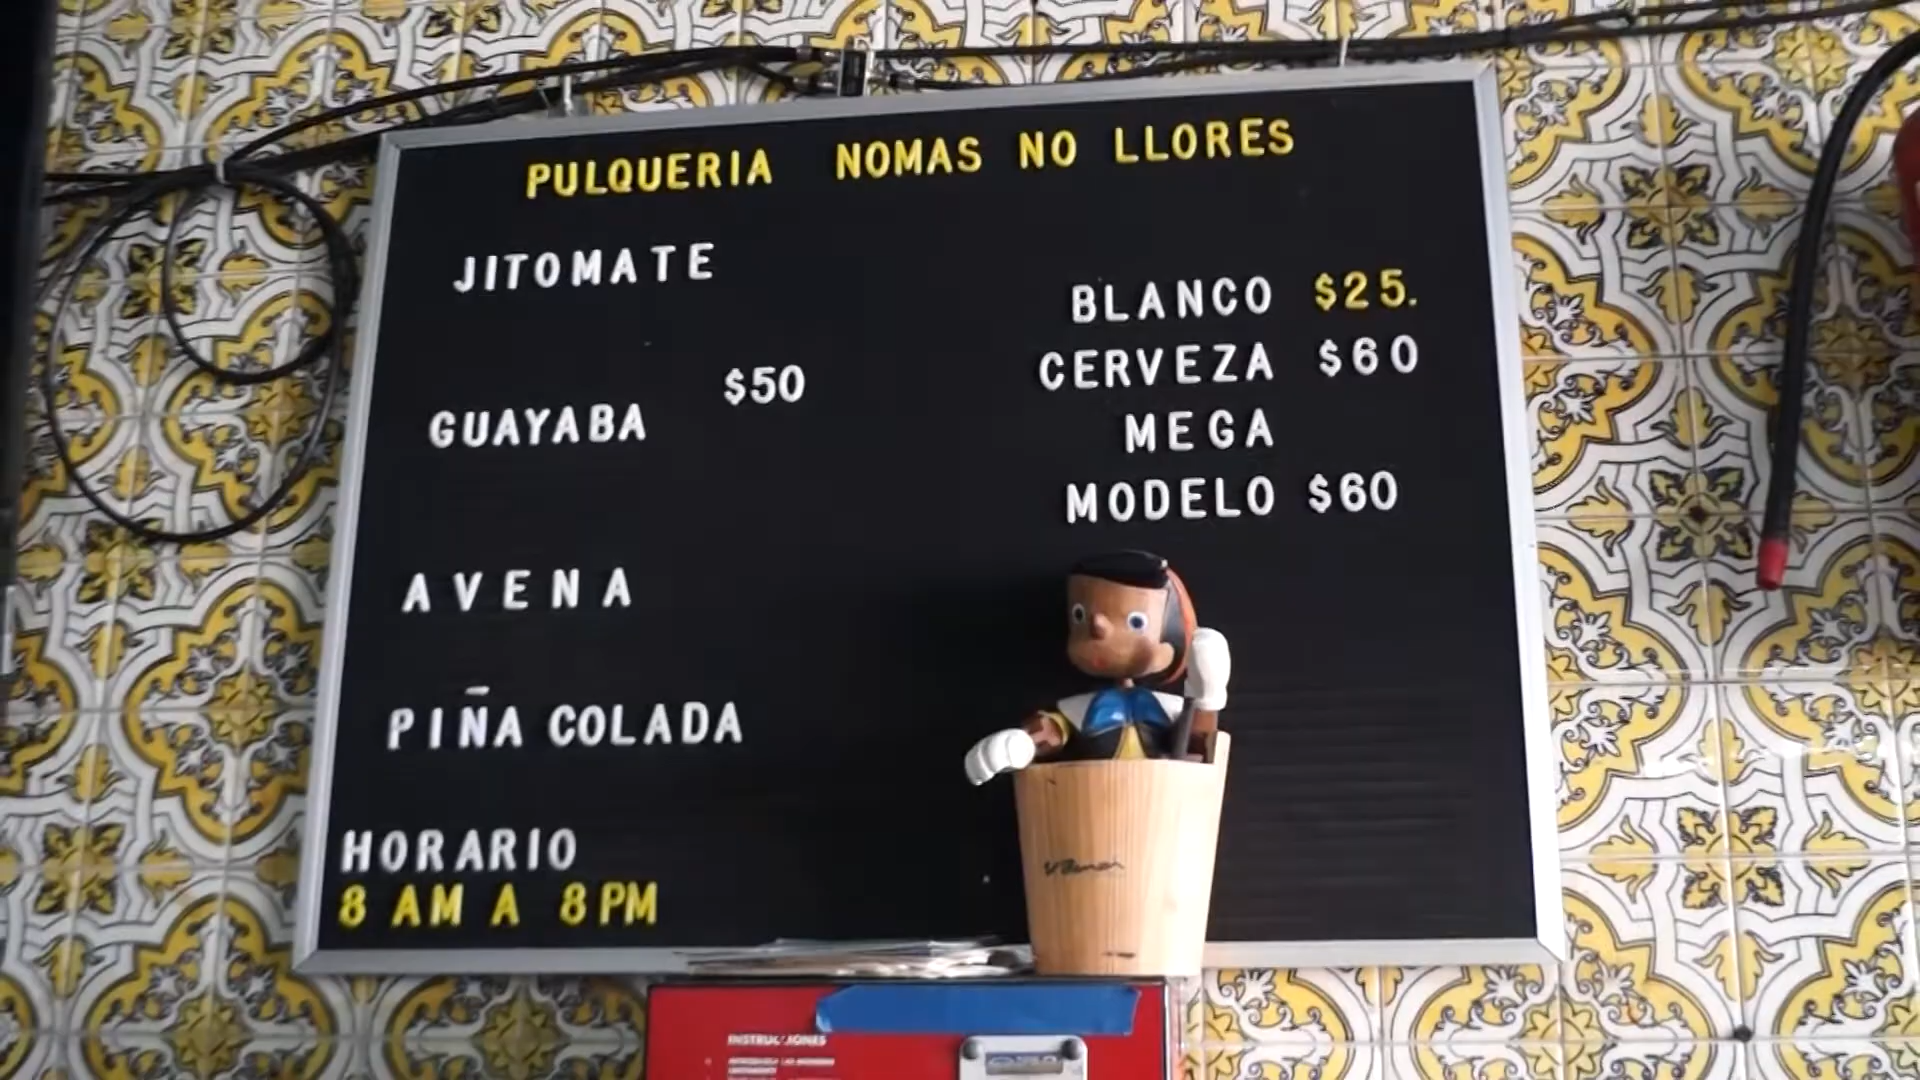 PULQUERIA NOMAS NO LLORES
JITOMATE
$50
GUAYABA
AVENA
PIÑA COLADA
HORARIO
8 AM A 8 PM
BLANCO $25.
CERVEZA $60
MEGA
MODELO $60
INSTRUCCIONES